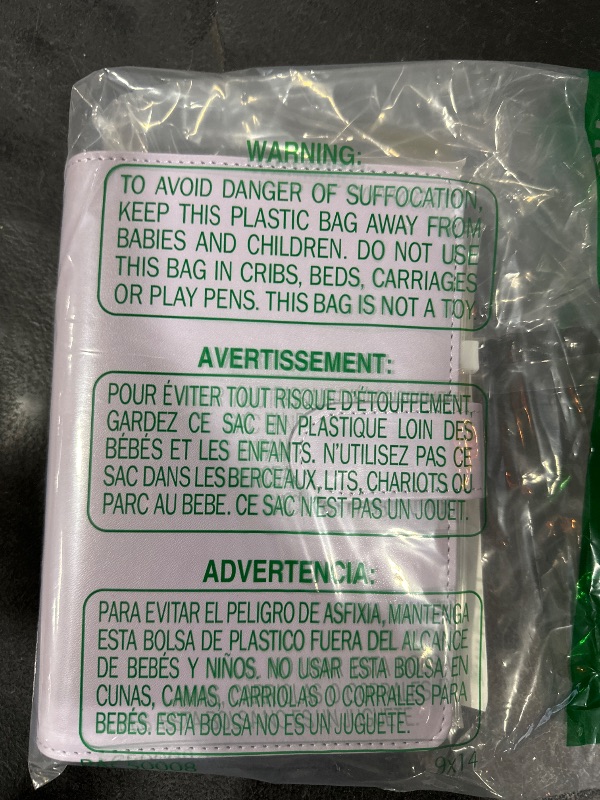 WARNING:
TO AVOID DANGER OF SUFFOCATION,
KEEP THIS PLASTIC BAG AWAY FROM
BABIES AND CHILDREN. DO NOT USE
THIS BAG IN CRIBS, BEDS, CARRIAGES
OR PLAY PENS. THIS BAG IS NOT A TOY.
AVERTISSEMENT:
POUR ÉVITER TOUT RISQUE D'ÉTOUFFEMENT,
GARDEZ CE SAC EN PLASTIQUE LOIN DES
BÉBÉS ET LES ENFANTS. N'UTILISEZ PAS CE
SAC DANS LES BERCEAUX, LITS, CHARIOTS OU
PARC AU BEBE. CE SAC N'EST PAS UN JOUET.
ADVERTENCIA:
PARA EVITAR EL PELIGRO DE ASFIXIA, MANTENGA
ESTA BOLSA DE PLASTICO FUERA DEL ALCANCE
DE BEBÉS Y NIÑOS. NO USAR ESTA BOLSA EN
CUNAS, CAMAS, CARRIOLAS O CORRALES PARA
BEBÉS. ESTA BOLSA NO ES UN JUGUETE.
9x14